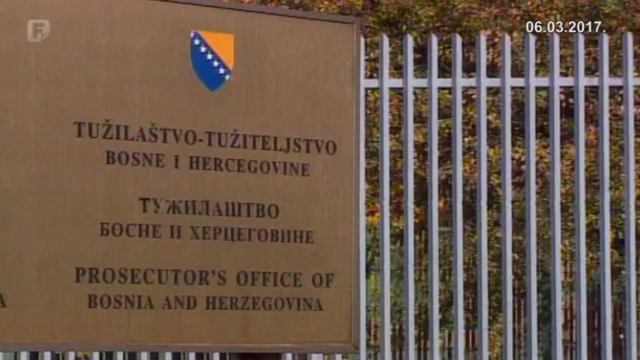 F
06.03.2017.
TUŽILAŠTVO-TUŽITELJSTVO
BOSNE I HERCEGOVINE
ТУЖИЛАШТВО
БОСНЕ И ХЕРЦЕГОВИНЕ
PROSECUTOR'S OFFICE OF
A BOSNIA AND HERZEGOVINA